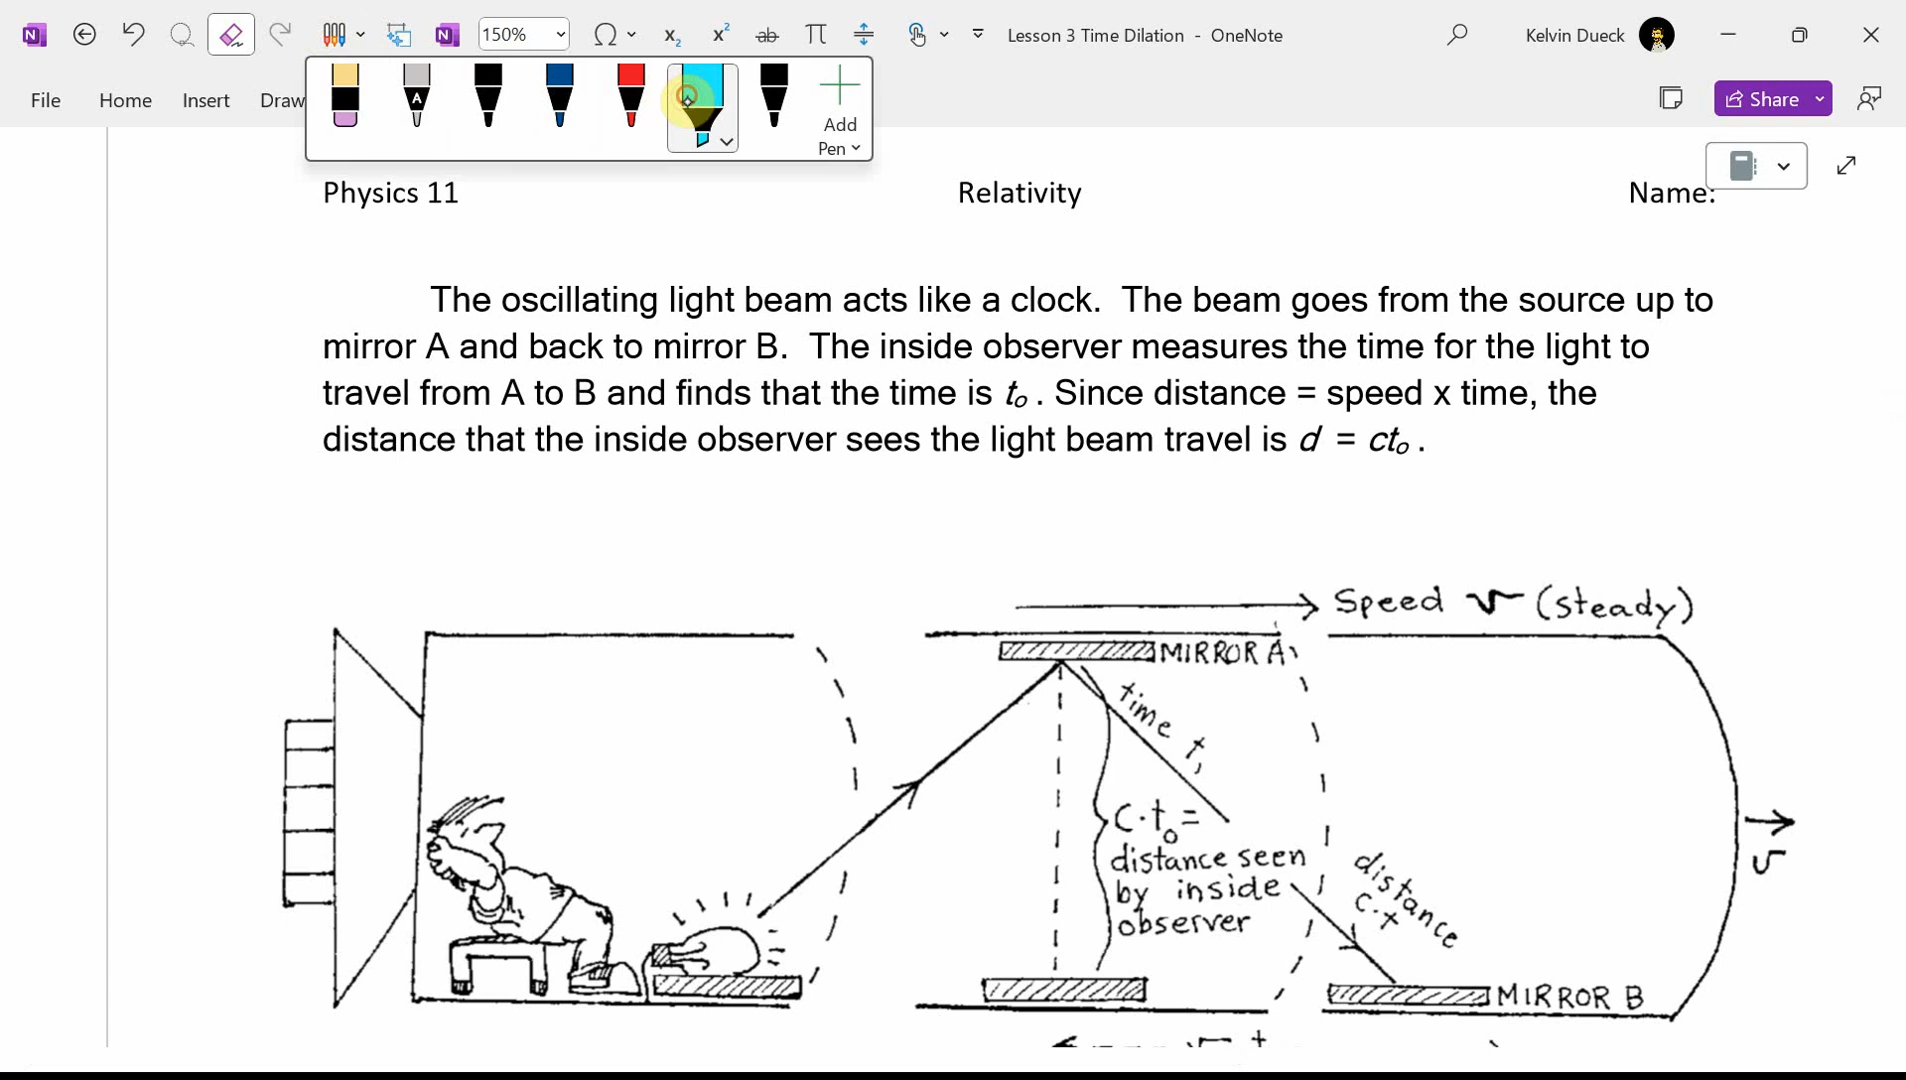 150%
Lesson 3 Time Dilation - OneNote
Kelvin Dueck
File
Home
Insert
Draw
A
Add
Pen
Share
Physics 11
Relativity
Name:
The oscillating light beam acts like a clock. The beam goes from the source up to
mirror A and back to mirror B. The inside observer measures the time for the light to
travel from A to B and finds that the time is tₒ . Since distance = speed x time, the
distance that the inside observer sees the light beam travel is d = ctₒ .
Speed v (steady)
MIRROR A
time t,
c·t₀ =
distance seen
by inside
observer
distance
c·t
v
MIRROR B